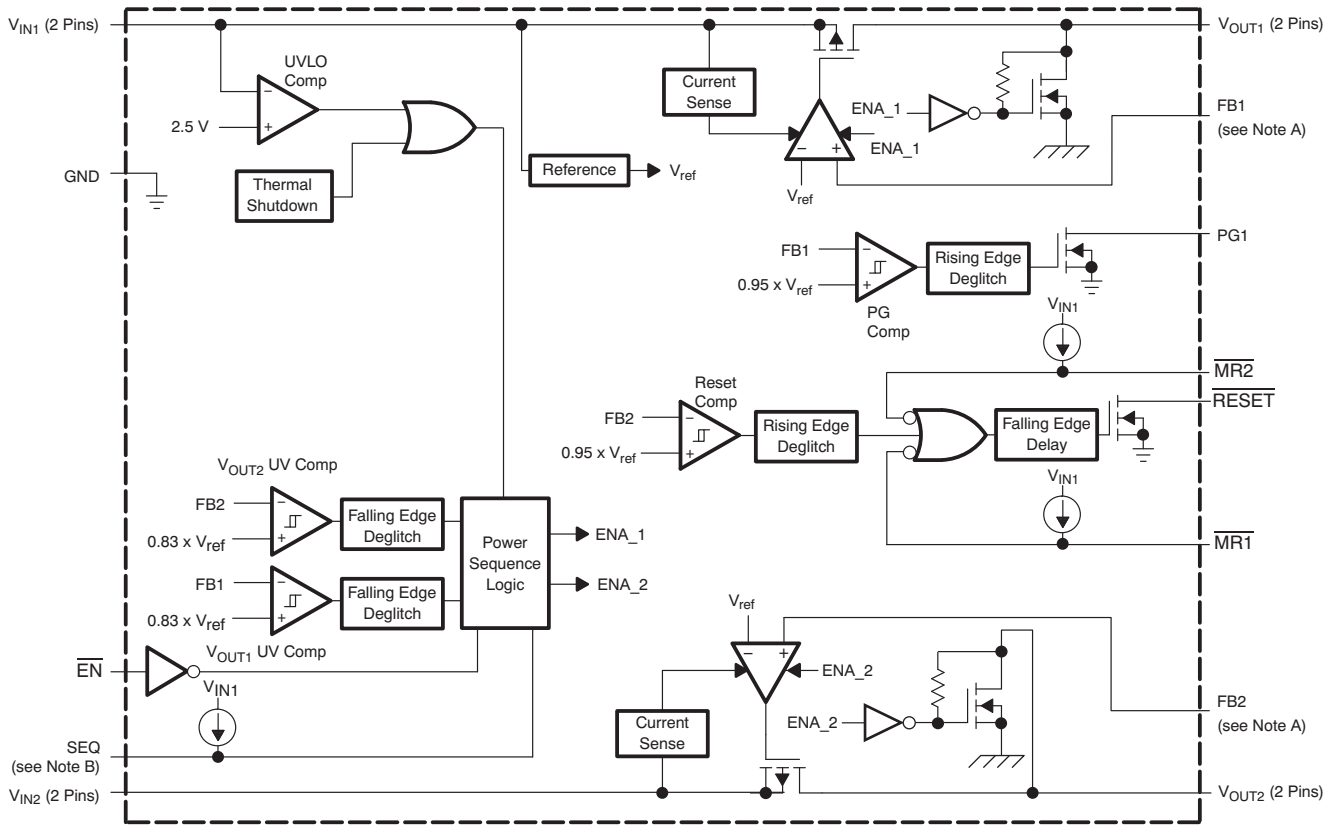 VIN1 (2 Pins)
VOUT1 (2 Pins)
UVLO
Comp
−
2.5 V
+
Current
Sense
ENA_1
FB1
(see Note A)
ENA_1
− +
Vref
GND
Thermal
Shutdown
Reference
Vref
PG1
FB1
−
0.95 x Vref
+
Rising Edge
Deglitch
PG
Comp
VIN1
MR2
RESET
Reset
Comp
FB2
−
0.95 x Vref
+
Rising Edge
Deglitch
Falling Edge
Delay
VIN1
MR1
VOUT2 UV Comp
FB2
−
0.83 x Vref
+
Falling Edge
Deglitch
Power
Sequence
Logic
ENA_1
ENA_2
FB1
−
0.83 x Vref
+
Falling Edge
Deglitch
VOUT1 UV Comp
EN
VIN1
Vref
− +
ENA_2
ENA_2
Current
Sense
FB2
(see Note A)
SEQ
(see Note B)
VIN2 (2 Pins)
VOUT2 (2 Pins)